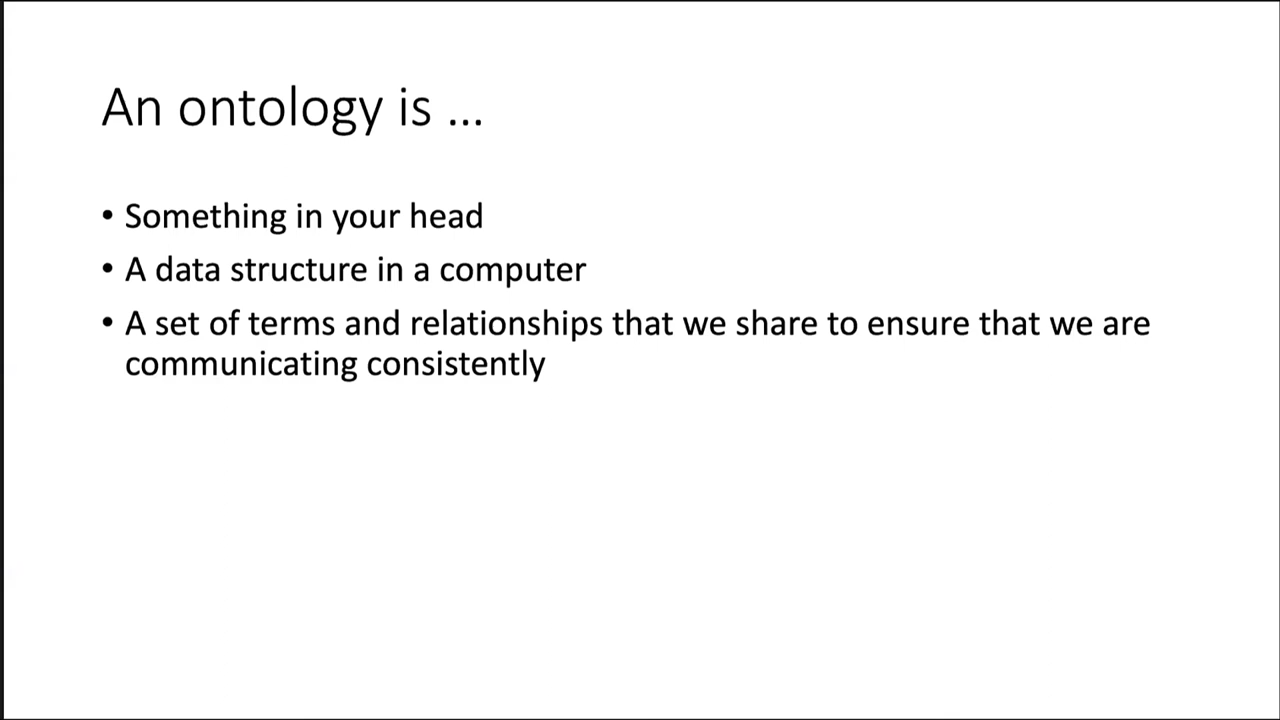 An ontology is ...
• Something in your head
• A data structure in a computer
• A set of terms and relationships that we share to ensure that we are
communicating consistently